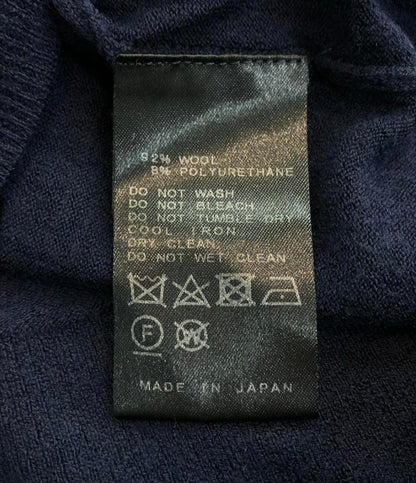 92% WOOL
8% POLYURETHANE
DO NOT WASH
DO NOT BLEACH
DO NOT TUMBLE DRY
COOL IRON
DRY CLEAN
DO NOT WET CLEAN
F W
MADE IN JAPAN